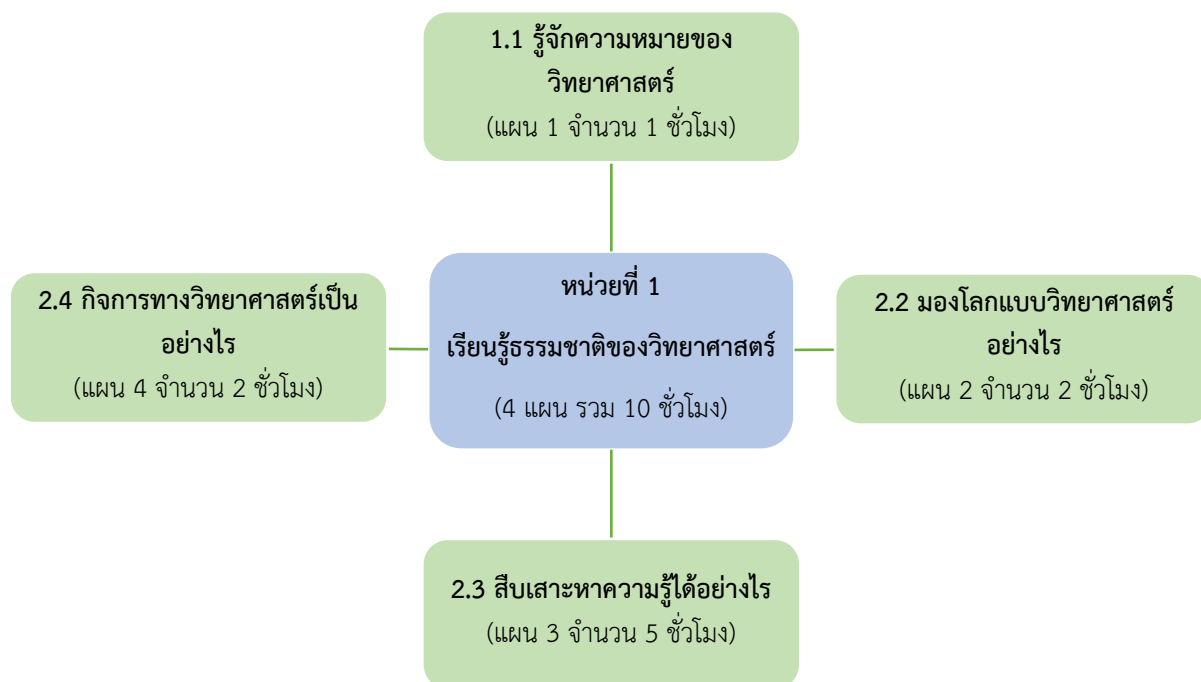 1.1 รู้จักความหมายของ
วิทยาศาสตร์
(แผน 1 จำนวน 1 ชั่วโมง)
2.4 กิจการทางวิทยาศาสตร์เป็น
อย่างไร
(แผน 4 จำนวน 2 ชั่วโมง)
หน่วยที่ 1
เรียนรู้ธรรมชาติของวิทยาศาสตร์
(4 แผน รวม 10 ชั่วโมง)
2.2 มองโลกแบบวิทยาศาสตร์
อย่างไร
(แผน 2 จำนวน 2 ชั่วโมง)
2.3 สืบเสาะหาความรู้ได้อย่างไร
(แผน 3 จำนวน 5 ชั่วโมง)